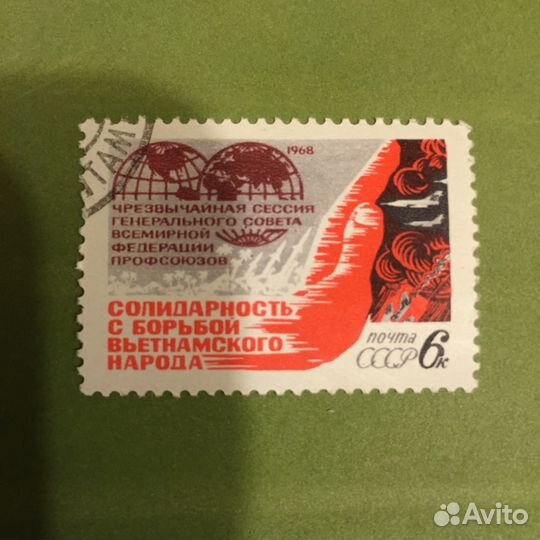 1968
ЧРЕЗВЫЧАЙНАЯ СЕССИЯ
ГЕНЕРАЛЬНОГО СОВЕТА
ВСЕМИРНОЙ
ФЕДЕРАЦИИ
ПРОФСОЮЗОВ
СОЛИДАРНОСТЬ
С БОРЬБОЙ
ВЬЕТНАМСКОГО
НАРОДА
почта
СССР 6к
Avito